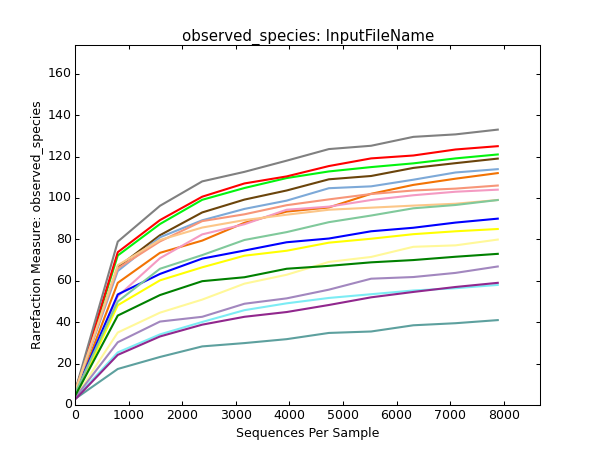 observed_species: InputFileName
160
140
120
100
80
60
40
20
0
Rarefaction Measure: observed_species
0 1000 2000 3000 4000 5000 6000 7000 8000
Sequences Per Sample